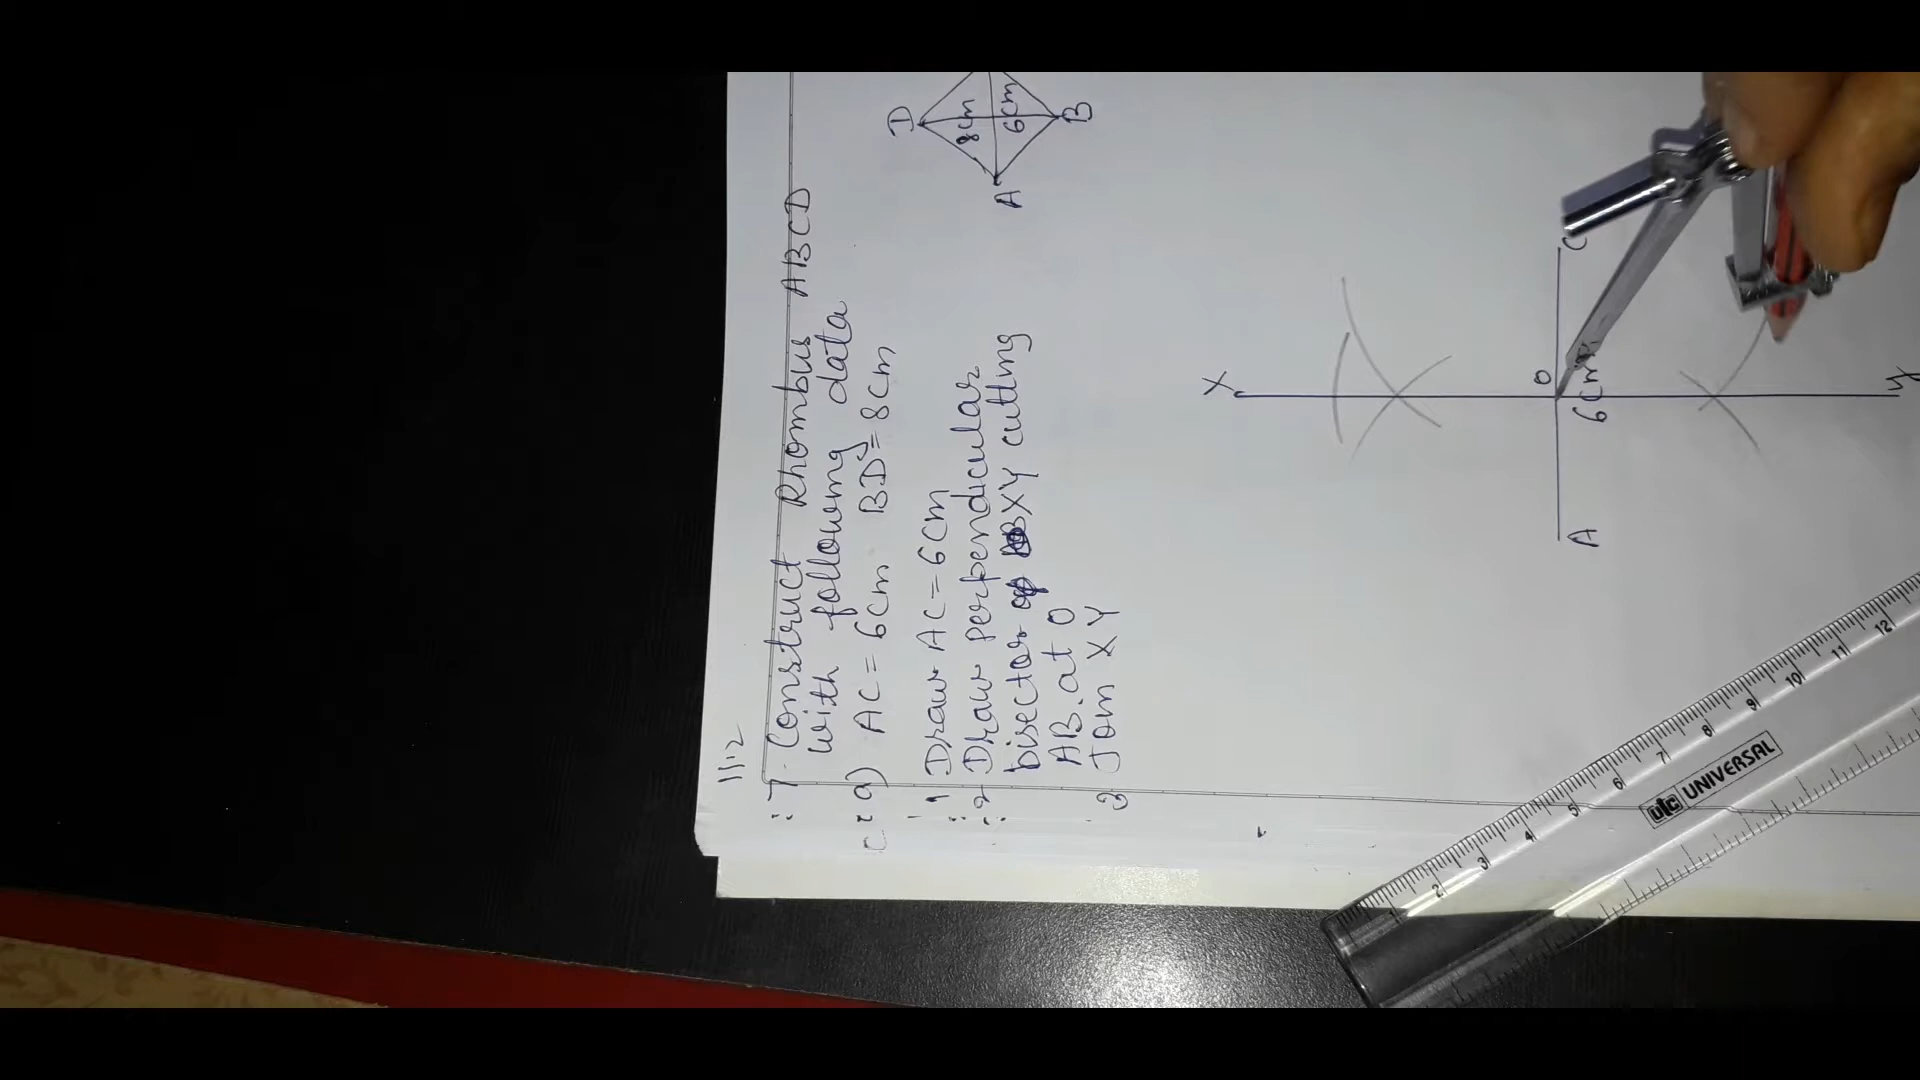 11.2
7. Construct Rhombus ABCD
with following data
a) AC = 6cm BD = 8cm
1 Draw AC = 6cm
2 Draw perpendicular
bisector of XY cutting
AB. at O
3 Join XY
D
8cm
6cm
B
A
X
O
6cm
C
A
Y
1 2 3 4 5 6 7 8 9 10 11 12
utc UNIVERSAL